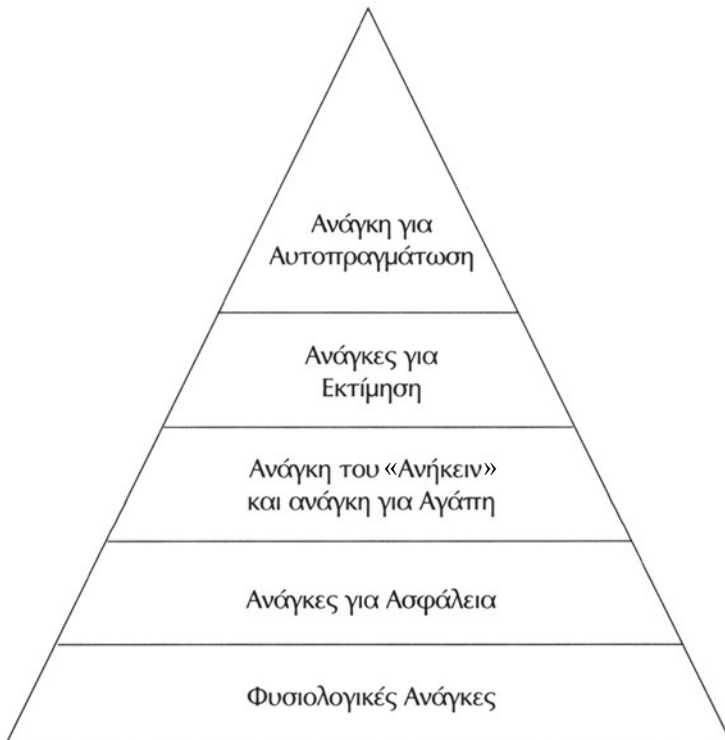 Ανάγκη για
Αυτοπραγμάτωση
Ανάγκες για
Εκτίμηση
Ανάγκη του «Ανήκειν»
και ανάγκη για Αγάπη
Ανάγκες για Ασφάλεια
Φυσιολογικές Ανάγκες